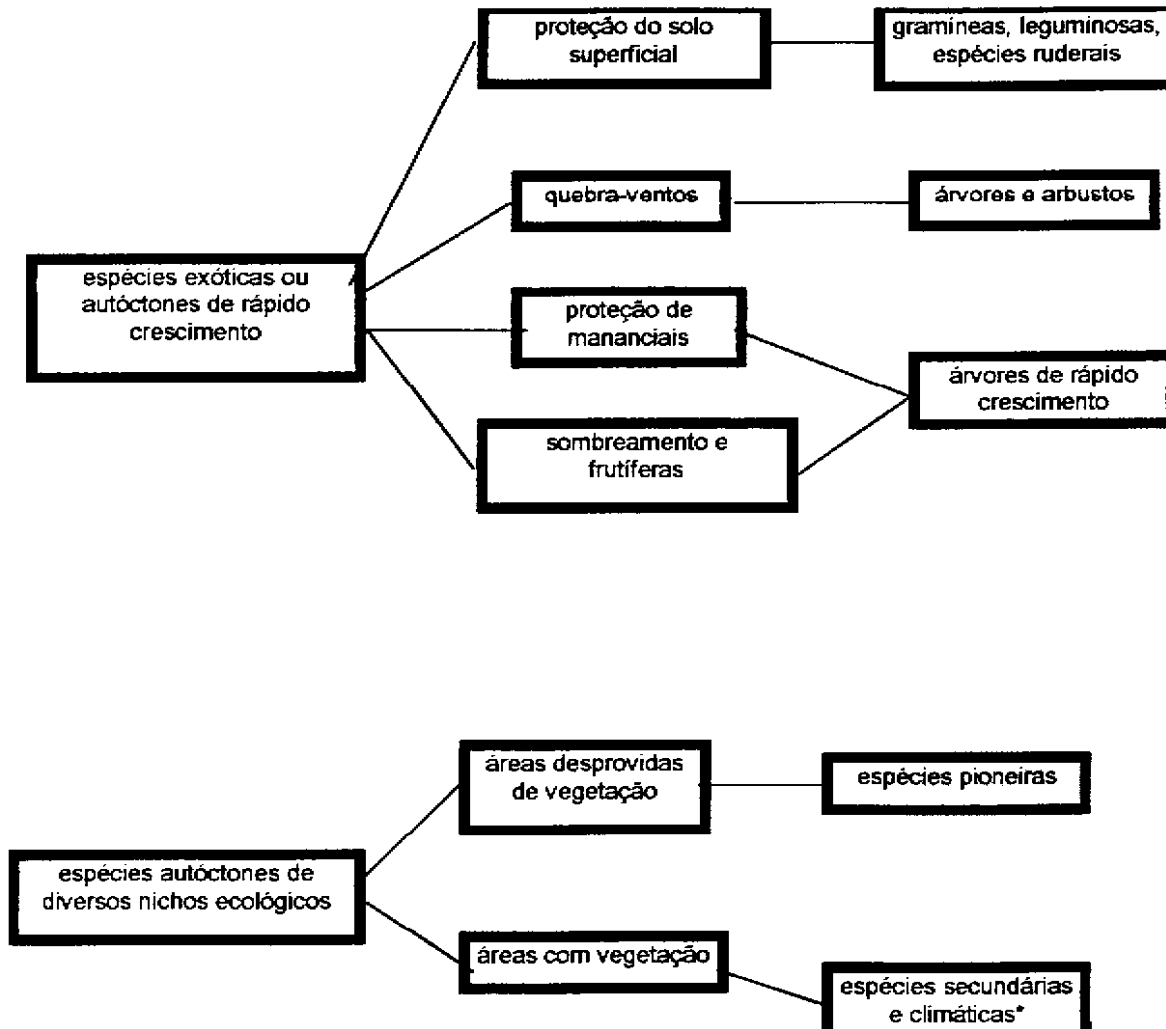 proteção do solo
superficial
gramíneas, leguminosas,
espécies ruderais
quebra-ventos
árvores e arbustos
espécies exóticas ou
autóctones de rápido
crescimento
proteção de
mananciais
árvores de rápido
crescimento
sombreamento e
frutíferas
áreas desprovidas
de vegetação
espécies pioneiras
espécies autóctones de
diversos nichos ecológicos
áreas com vegetação
espécies secundárias
e climáticas*